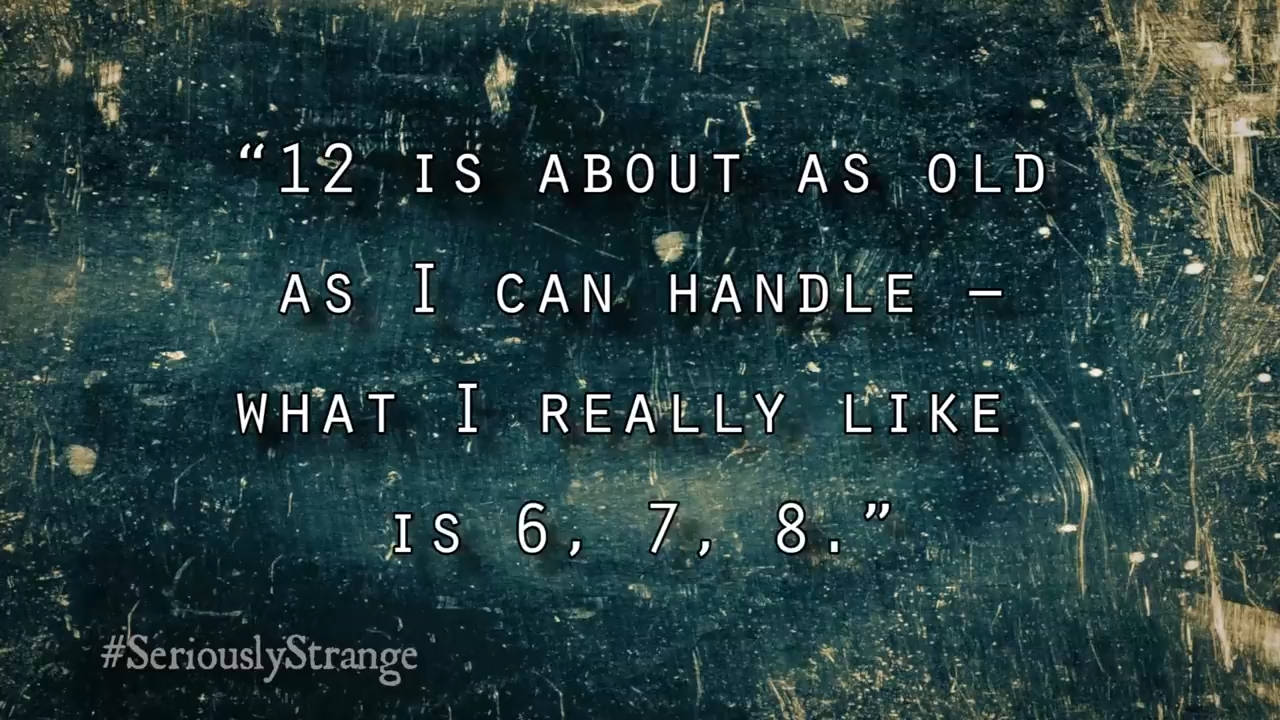 “12 IS ABOUT AS OLD
AS I CAN HANDLE –
WHAT I REALLY LIKE
IS 6, 7, 8.”
#SeriouslyStrange